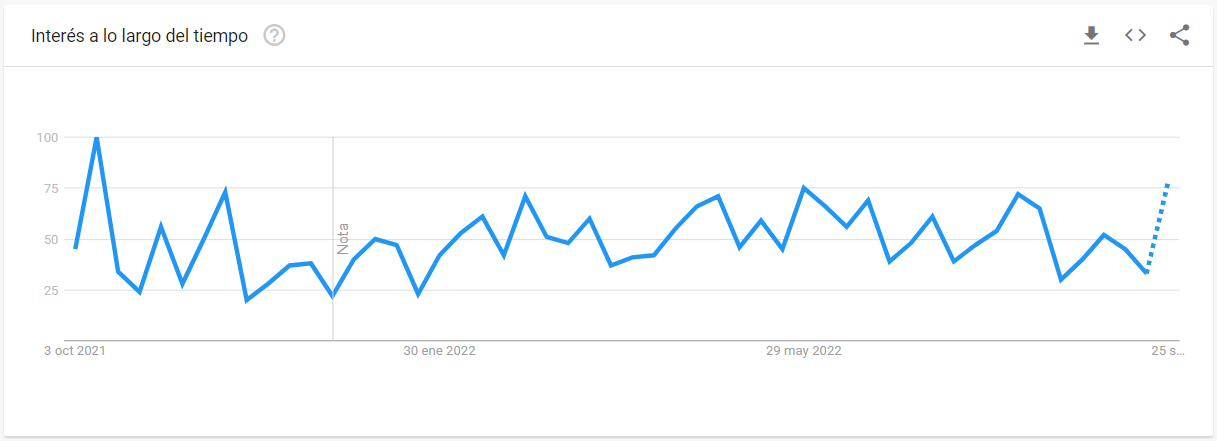 Interés a lo largo del tiempo
100
75
50
25
Nota
3 oct 2021
30 ene 2022
29 may 2022
25 s...